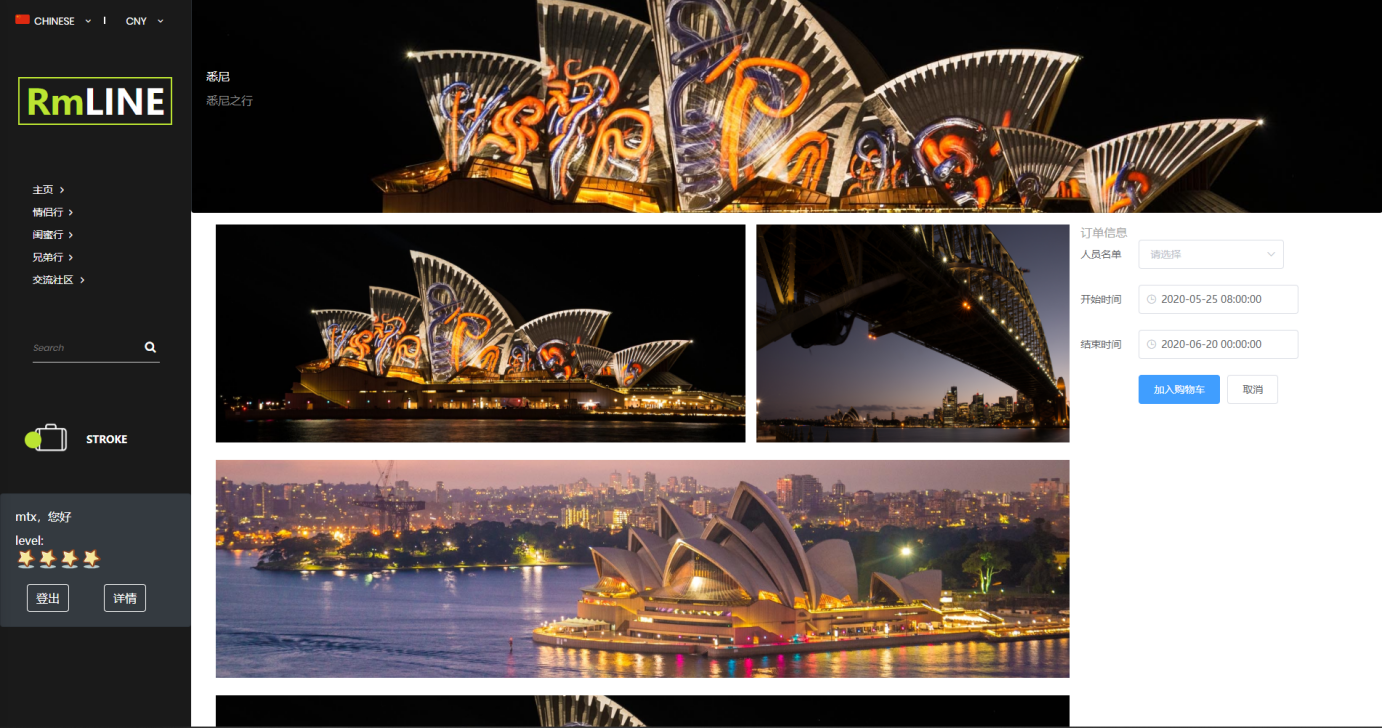 CHINESE | CNY
RmLINE
主页
情侣行
闺蜜行
兄弟行
交流社区
Search
STROKE
mtx，您好
level:
登出 详情
悉尼
悉尼之行
订单信息
人员名单 请选择
开始时间 2020-05-25 08:00:00
结束时间 2020-06-20 00:00:00
加入购物车 取消